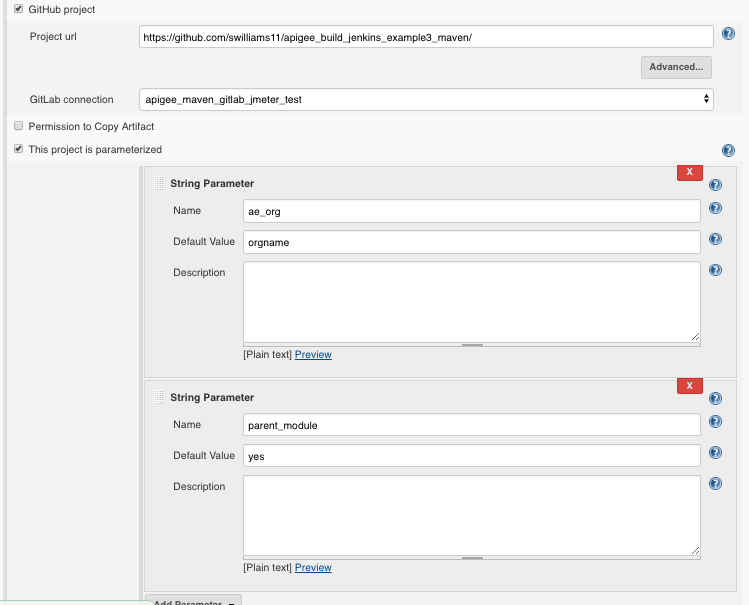 GitHub project
Project url https://github.com/swilliams11/apigee_build_jenkins_example3_maven/
Advanced...
GitLab connection apigee_maven_gitlab_jmeter_test
Permission to Copy Artifact
This project is parameterized
X
String Parameter
Name ae_org
Default Value orgname
Description
[Plain text] Preview
X
String Parameter
Name parent_module
Default Value yes
Description
[Plain text] Preview
Add Parameter